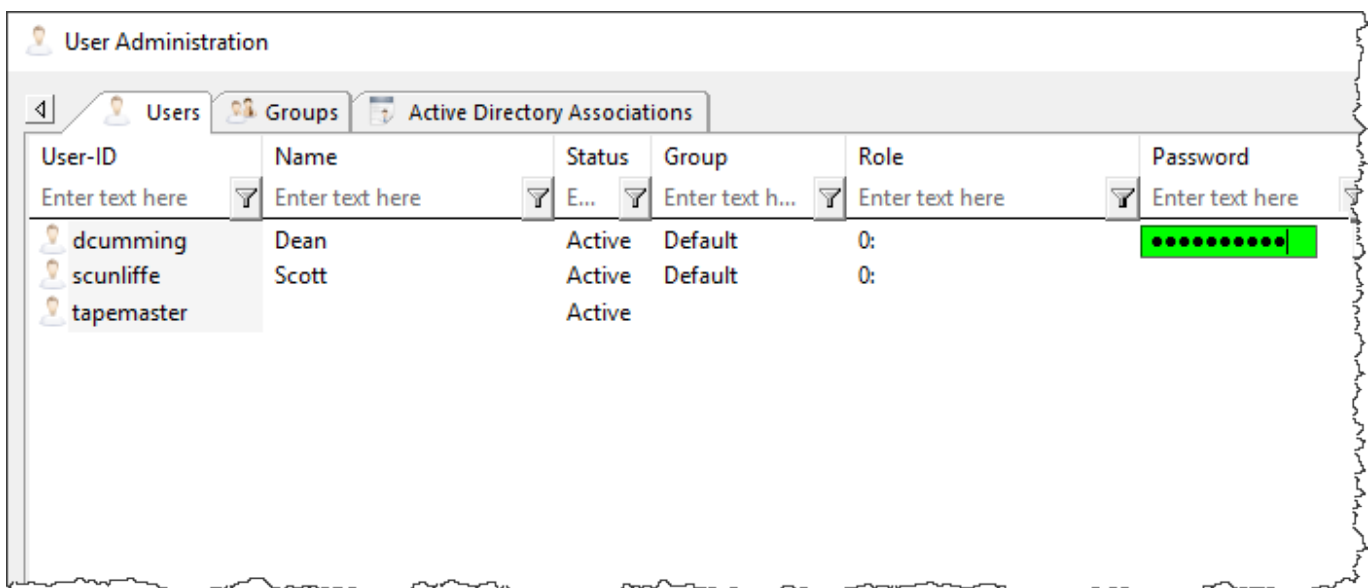 User Administration
Users Groups Active Directory Associations
User-ID Name Status Group Role Password
Enter text here Enter text here E... Enter text h... Enter text here Enter text here
dcumming Dean Active Default 0: ●●●●●●●●●●
scunliffe Scott Active Default 0:
tapemaster Active